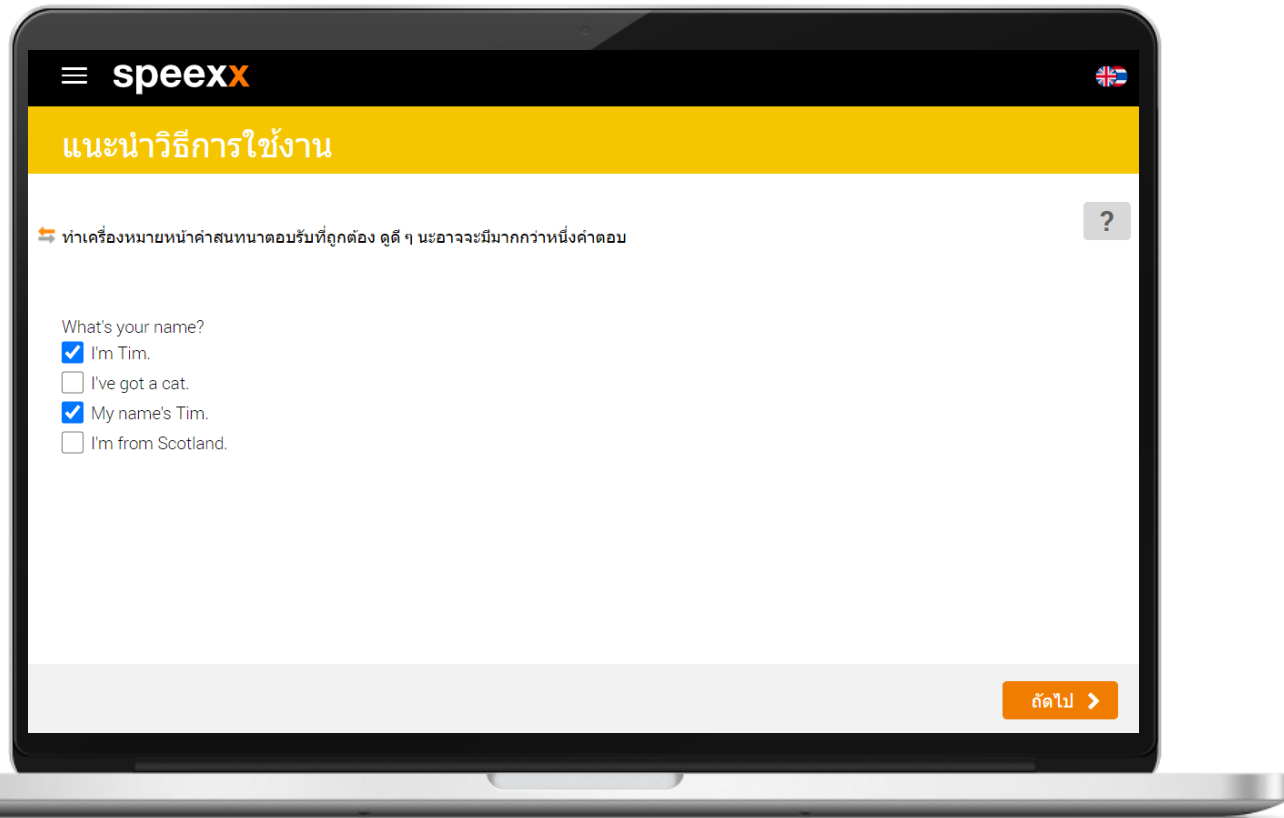 speexx
แนะนำวิธีการใช้งาน
?
ทำเครื่องหมายหน้าคำสนทนาตอบรับที่ถูกต้อง ดูดี ๆ นะอาจจะมีมากกว่าหนึ่งคำตอบ
What's your name?
I'm Tim.
I've got a cat.
My name's Tim.
I'm from Scotland.
ถัดไป